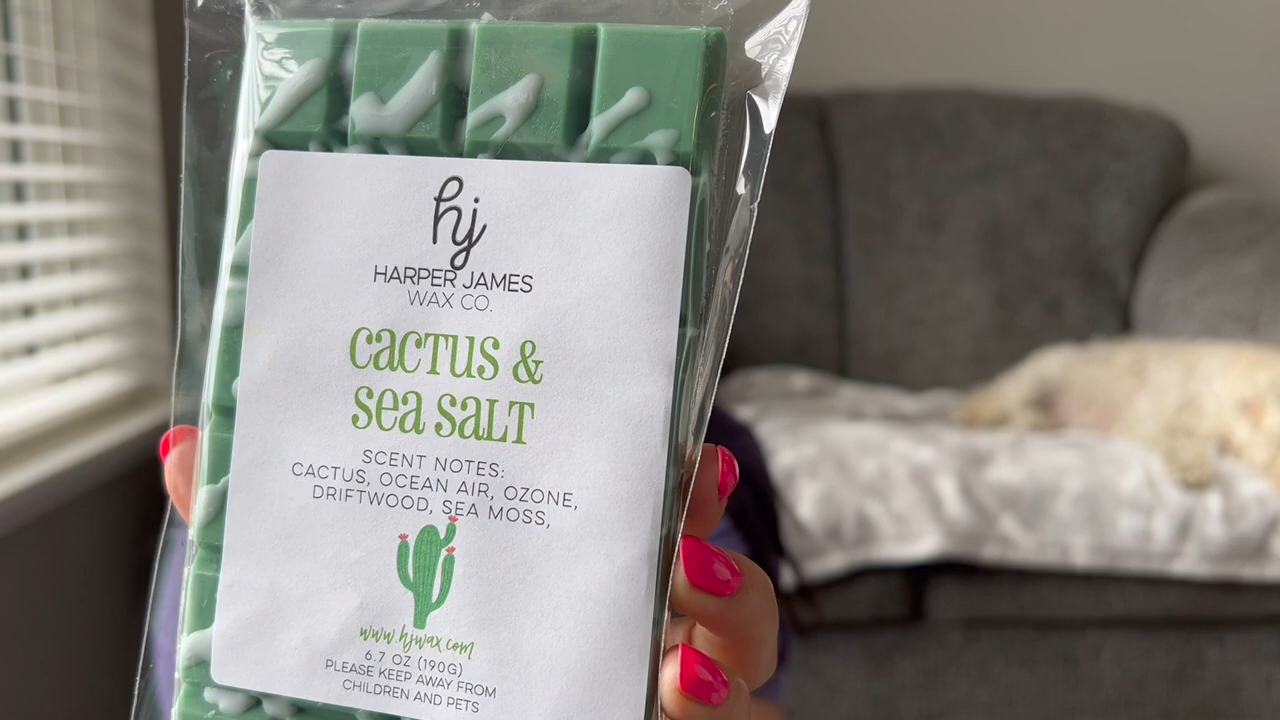 hj
HARPER JAMES
WAX CO.
CACTUS &
SEA SALT
SCENT NOTES:
CACTUS, OCEAN AIR, OZONE,
DRIFTWOOD, SEA MOSS,
www.hjwax.com
6.7 OZ (190G)
PLEASE KEEP AWAY FROM
CHILDREN AND PETS